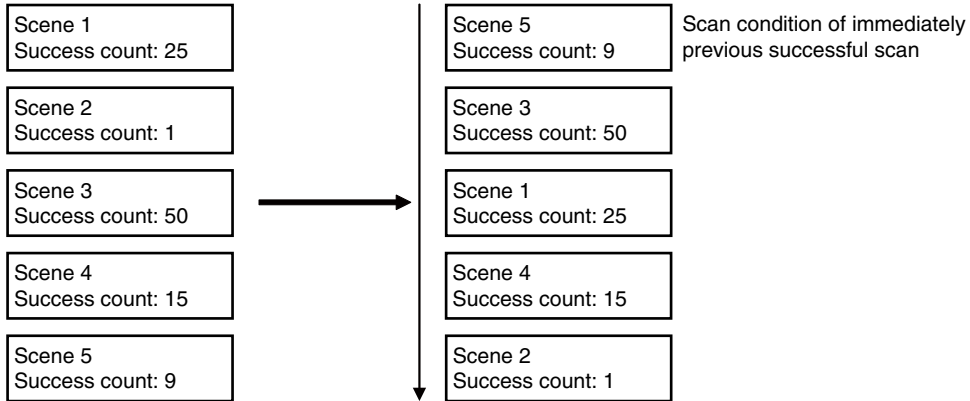 Scene 1
Success count: 25
Scene 2
Success count: 1
Scene 3
Success count: 50
Scene 4
Success count: 15
Scene 5
Success count: 9
Scene 5
Success count: 9
Scan condition of immediately
previous successful scan
Scene 3
Success count: 50
Scene 1
Success count: 25
Scene 4
Success count: 15
Scene 2
Success count: 1